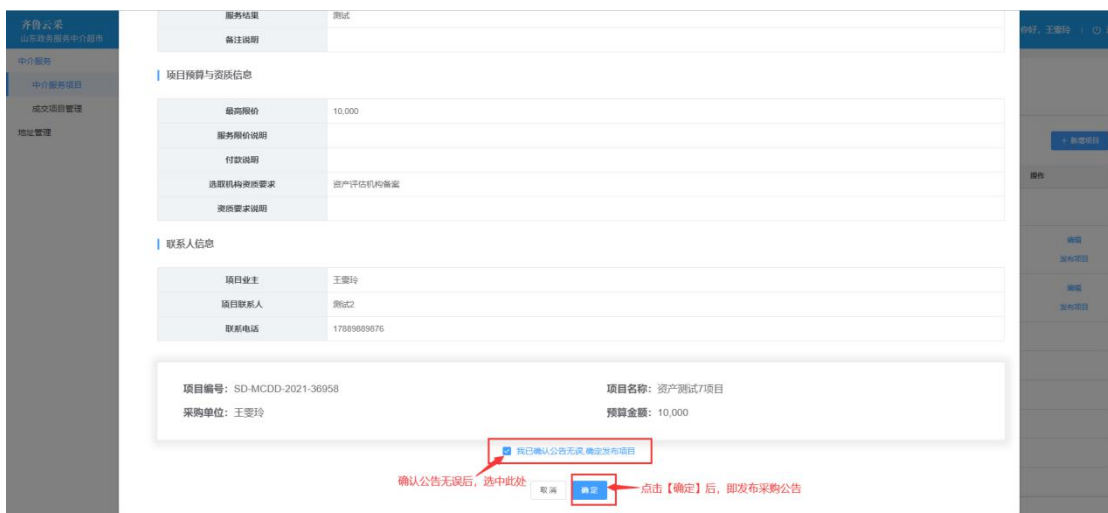 齐鲁云采
山东政务服务中介超市
中介服务
中介服务项目
成交项目管理
地址管理
你好，王雯玲
服务结果 测试
备注说明
项目预算与资质信息
最高限价 10,000
服务限价说明
付款说明
选取机构资质要求 资产评估机构备案
资质要求说明
联系人信息
项目业主 王雯玲
项目联系人 测试2
联系电话 17889889876
项目编号：SD-MCDD-2021-36958 项目名称：资产测试7项目
采购单位：王雯玲 预算金额：10,000
我已确认公告无误,确定发布项目
确认公告无误后，选中此处
取消 确定
点击【确定】后，即发布采购公告
+ 新增项目
操作
编辑
发布项目
编辑
发布项目